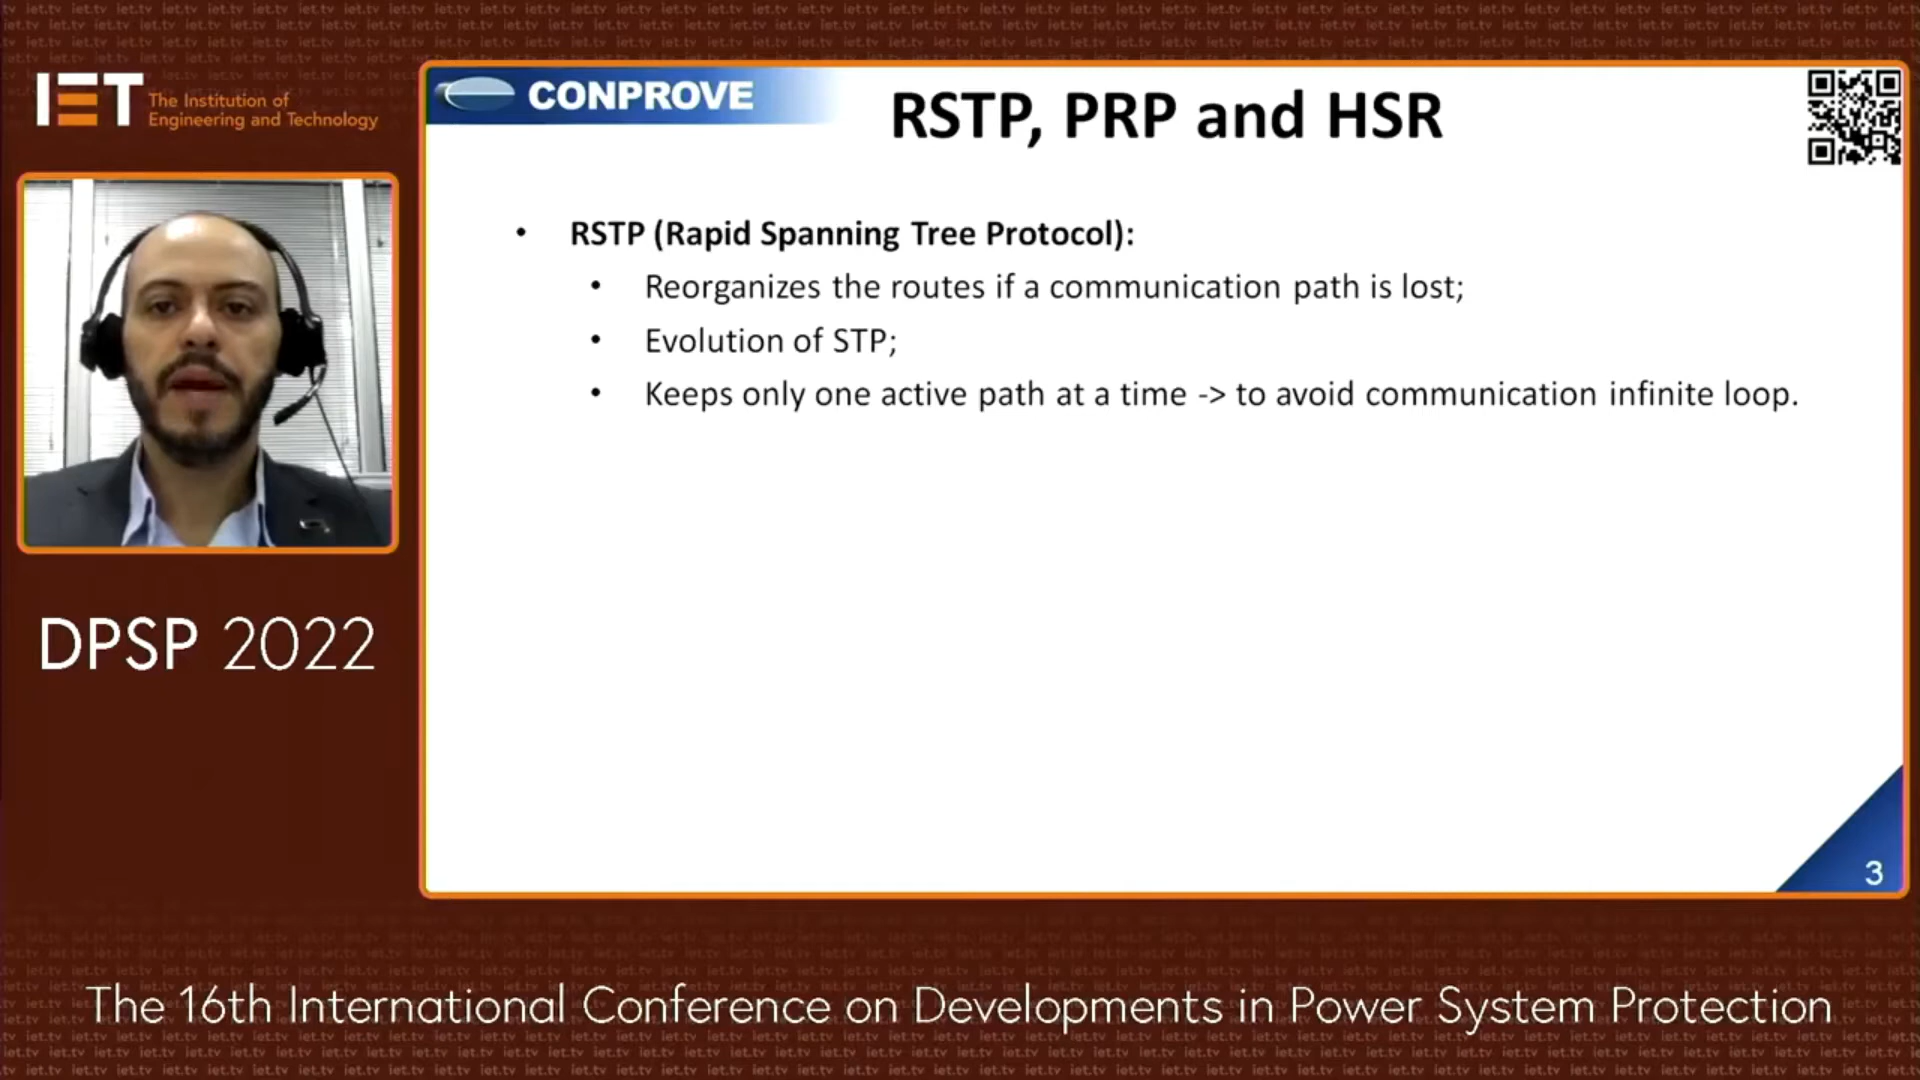 IET The Institution of
Engineering and Technology
CONPROVE
RSTP, PRP and HSR
• RSTP (Rapid Spanning Tree Protocol):
• Reorganizes the routes if a communication path is lost;
• Evolution of STP;
• Keeps only one active path at a time -> to avoid communication infinite loop.
3
DPSP 2022
The 16th International Conference on Developments in Power System Protection
iet.tv